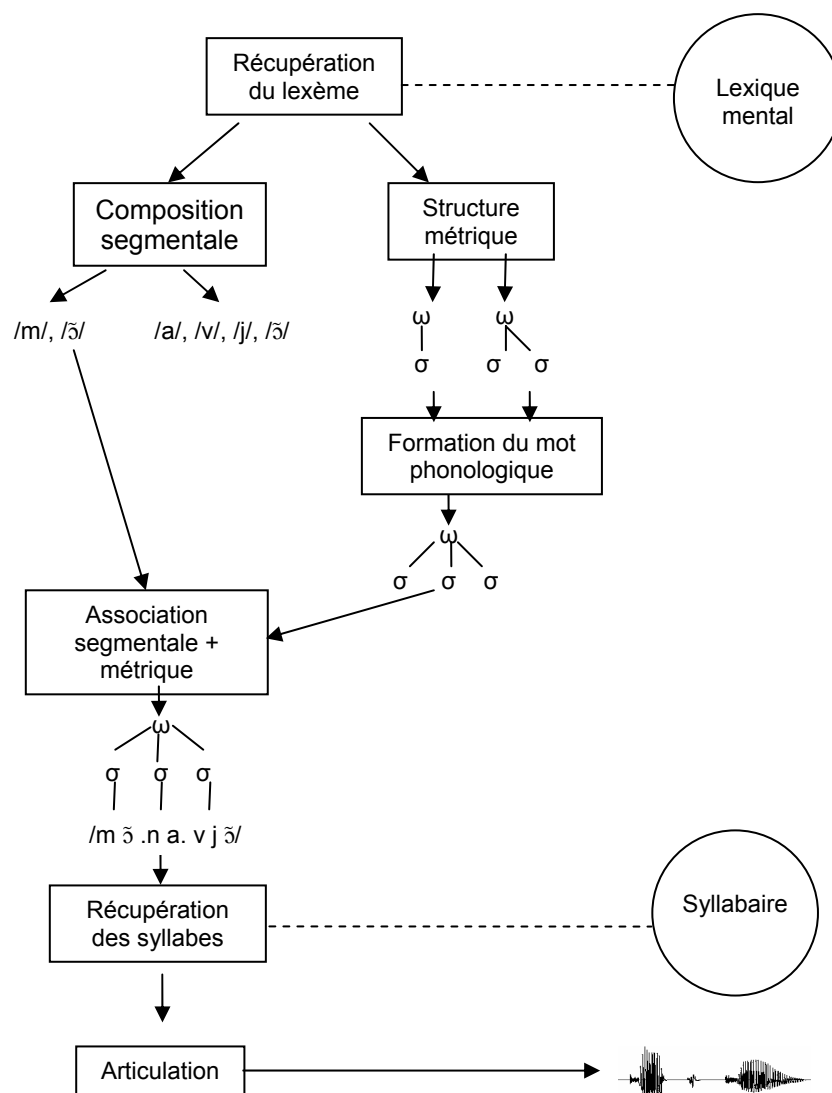 Récupération
du lexème
Lexique
mental
Composition
segmentale
Structure
métrique
/m/, /ɔ̃/
/a/, /v/, /j/, /ɔ̃/
ω ω
σ σ σ
Formation du mot
phonologique
ω
σ σ σ
Association
segmentale +
métrique
ω
σ σ σ
/m ɔ̃ .n a. v j ɔ̃/
Récupération
des syllabes
Syllabaire
Articulation